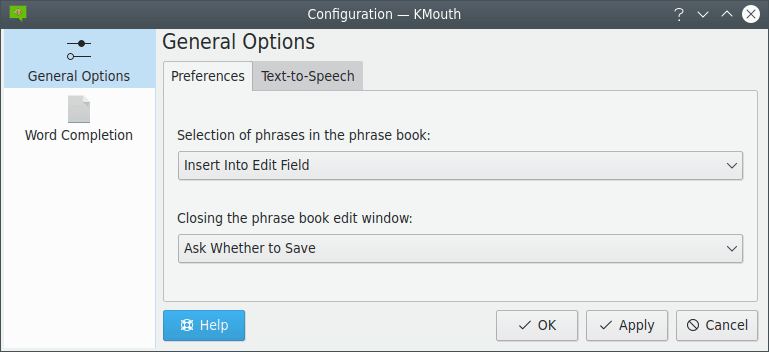 Configuration — KMouth
General Options
General Options
Word Completion
Preferences
Text-to-Speech
Selection of phrases in the phrase book:
Insert Into Edit Field
Closing the phrase book edit window:
Ask Whether to Save
Help
OK
Apply
Cancel